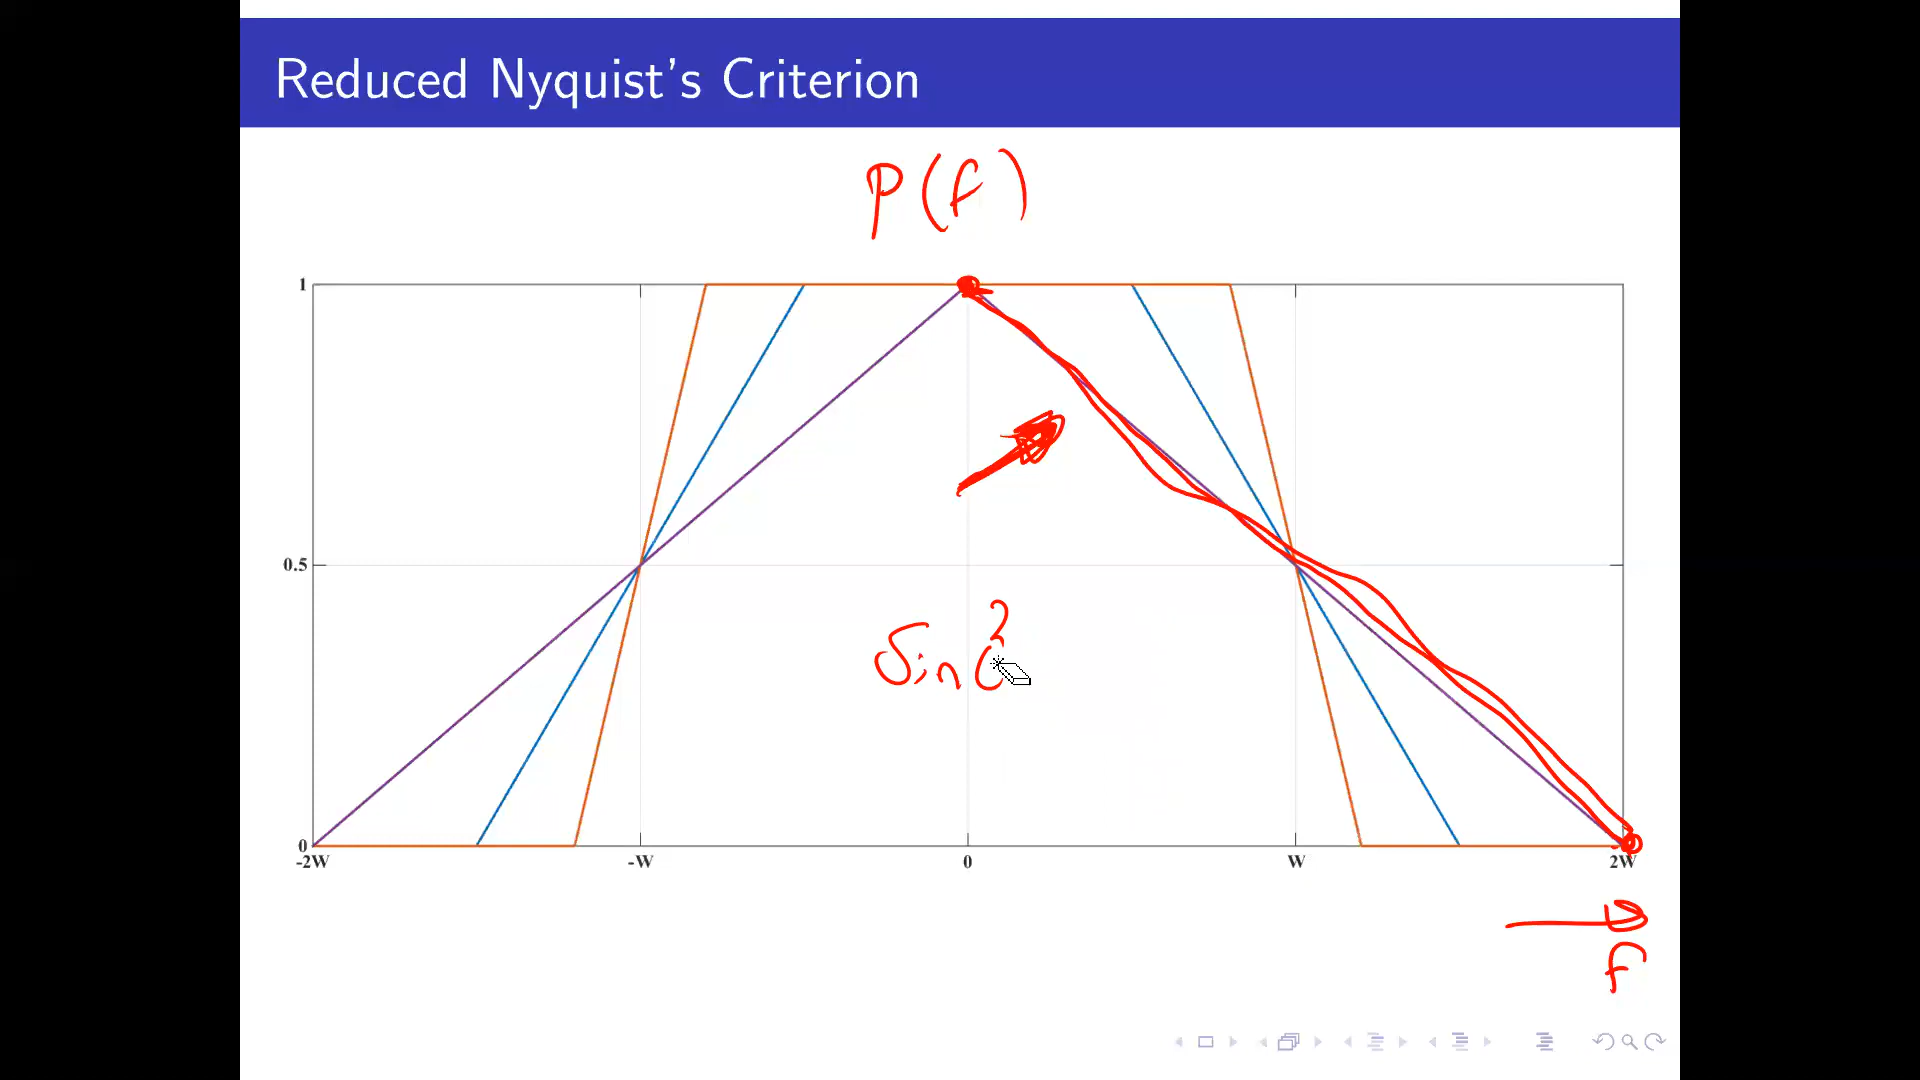 Reduced Nyquist's Criterion
P(f)
1
0.5
sinc²
0
-2W -W 0 W 2W
f